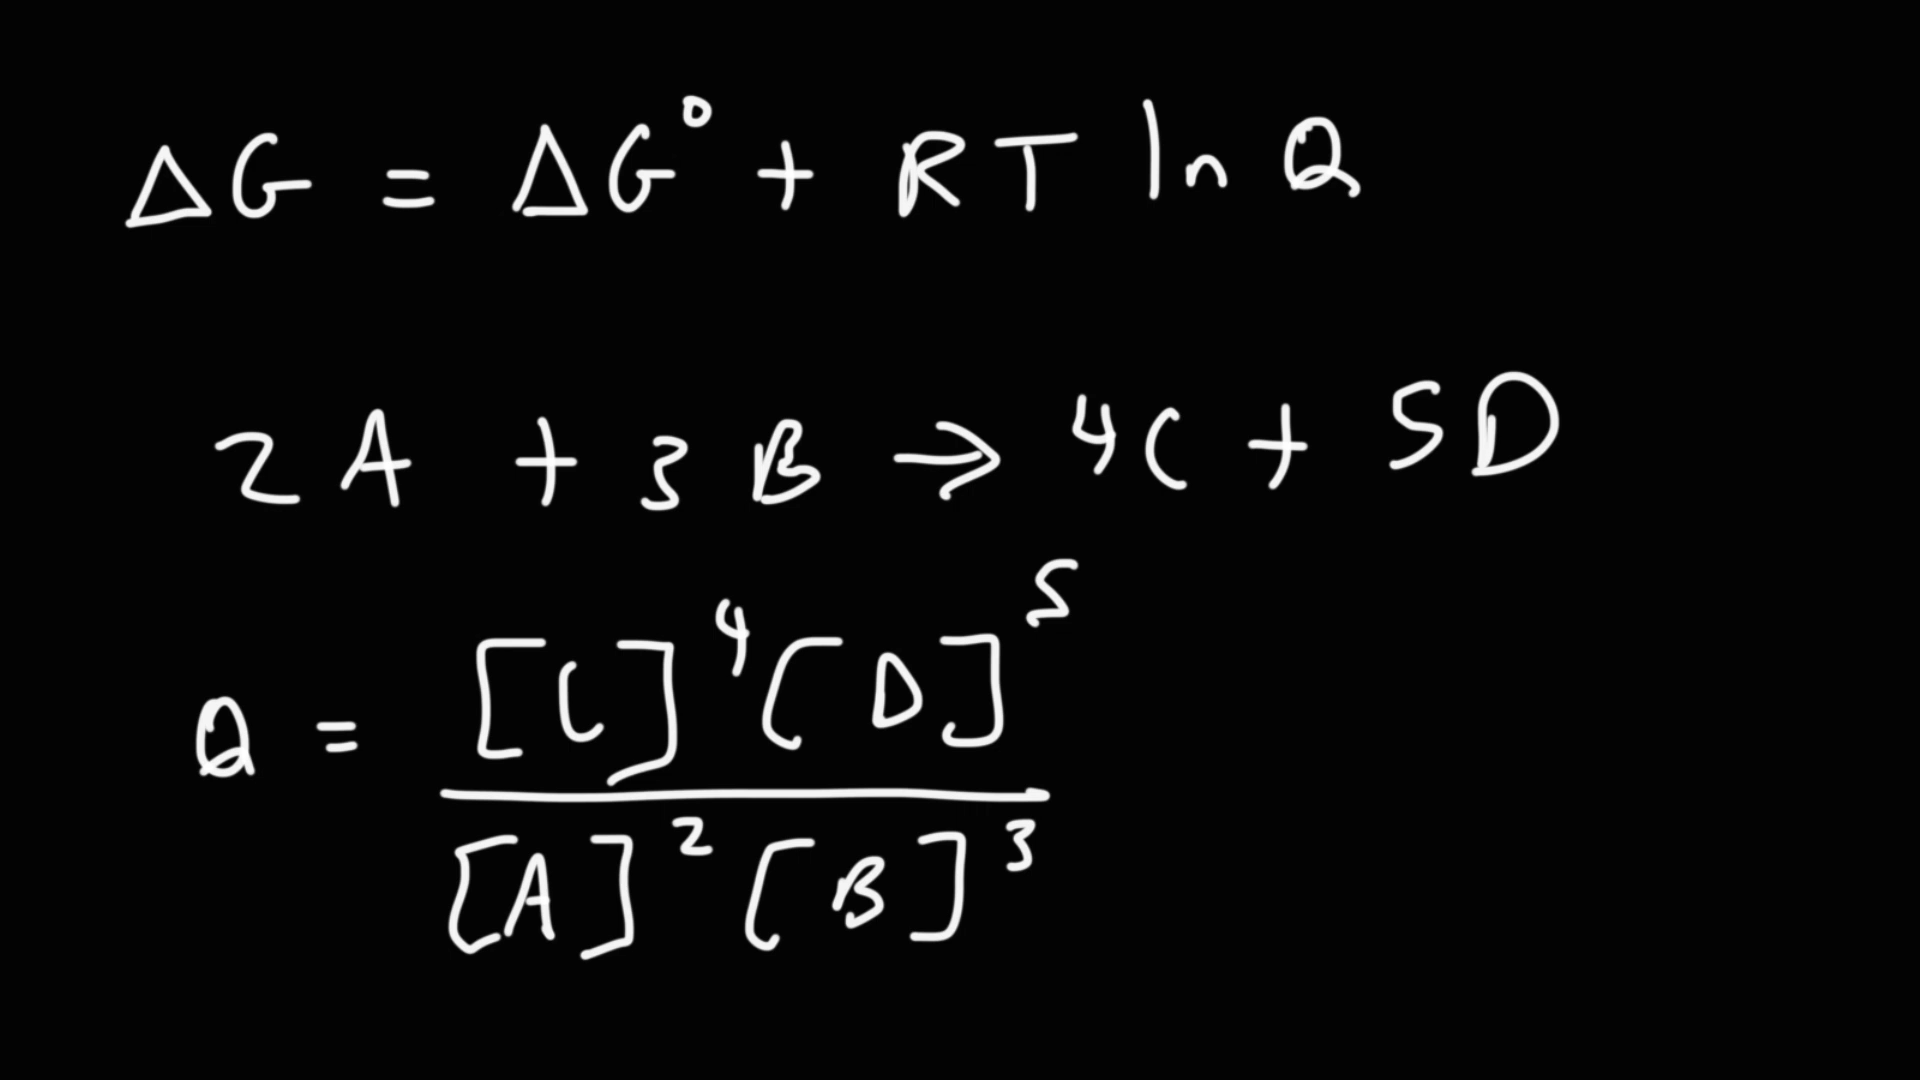 ΔG = ΔG° + RT ln Q
2A + 3B → 4C + 5D
Q = [C]⁴[D]⁵ / [A]²[B]³